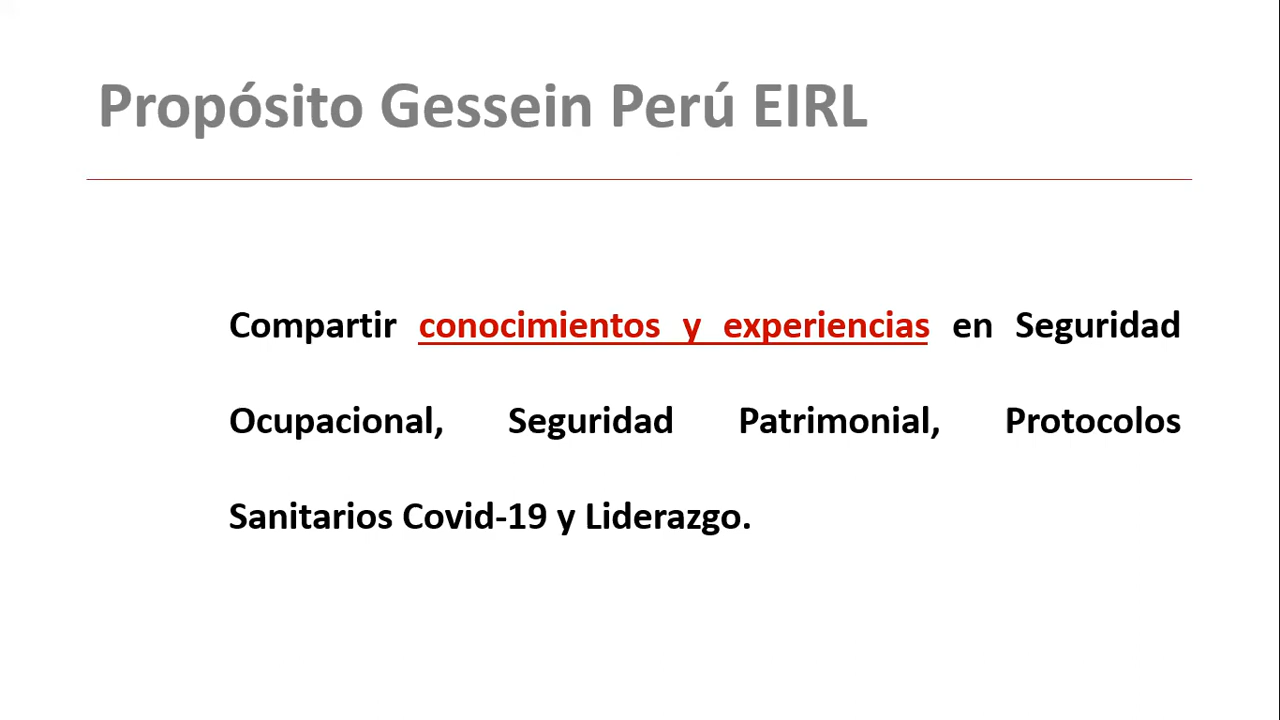 Propósito Gessein Perú EIRL
Compartir conocimientos y experiencias en Seguridad
Ocupacional, Seguridad Patrimonial, Protocolos
Sanitarios Covid-19 y Liderazgo.